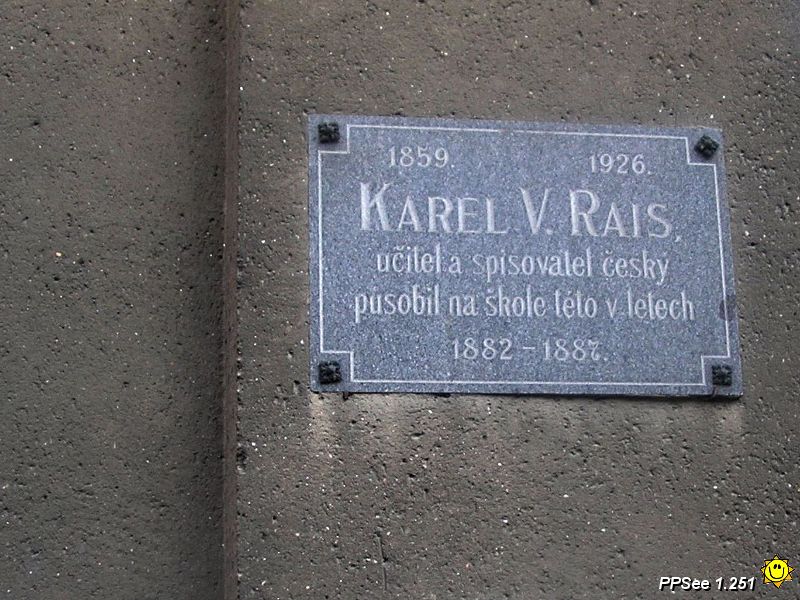 1859 1926.
KAREL V. RAIS,
učitel a spisovatel český
působil na škole této v letech
1882 - 1887.
PPSee 1.251